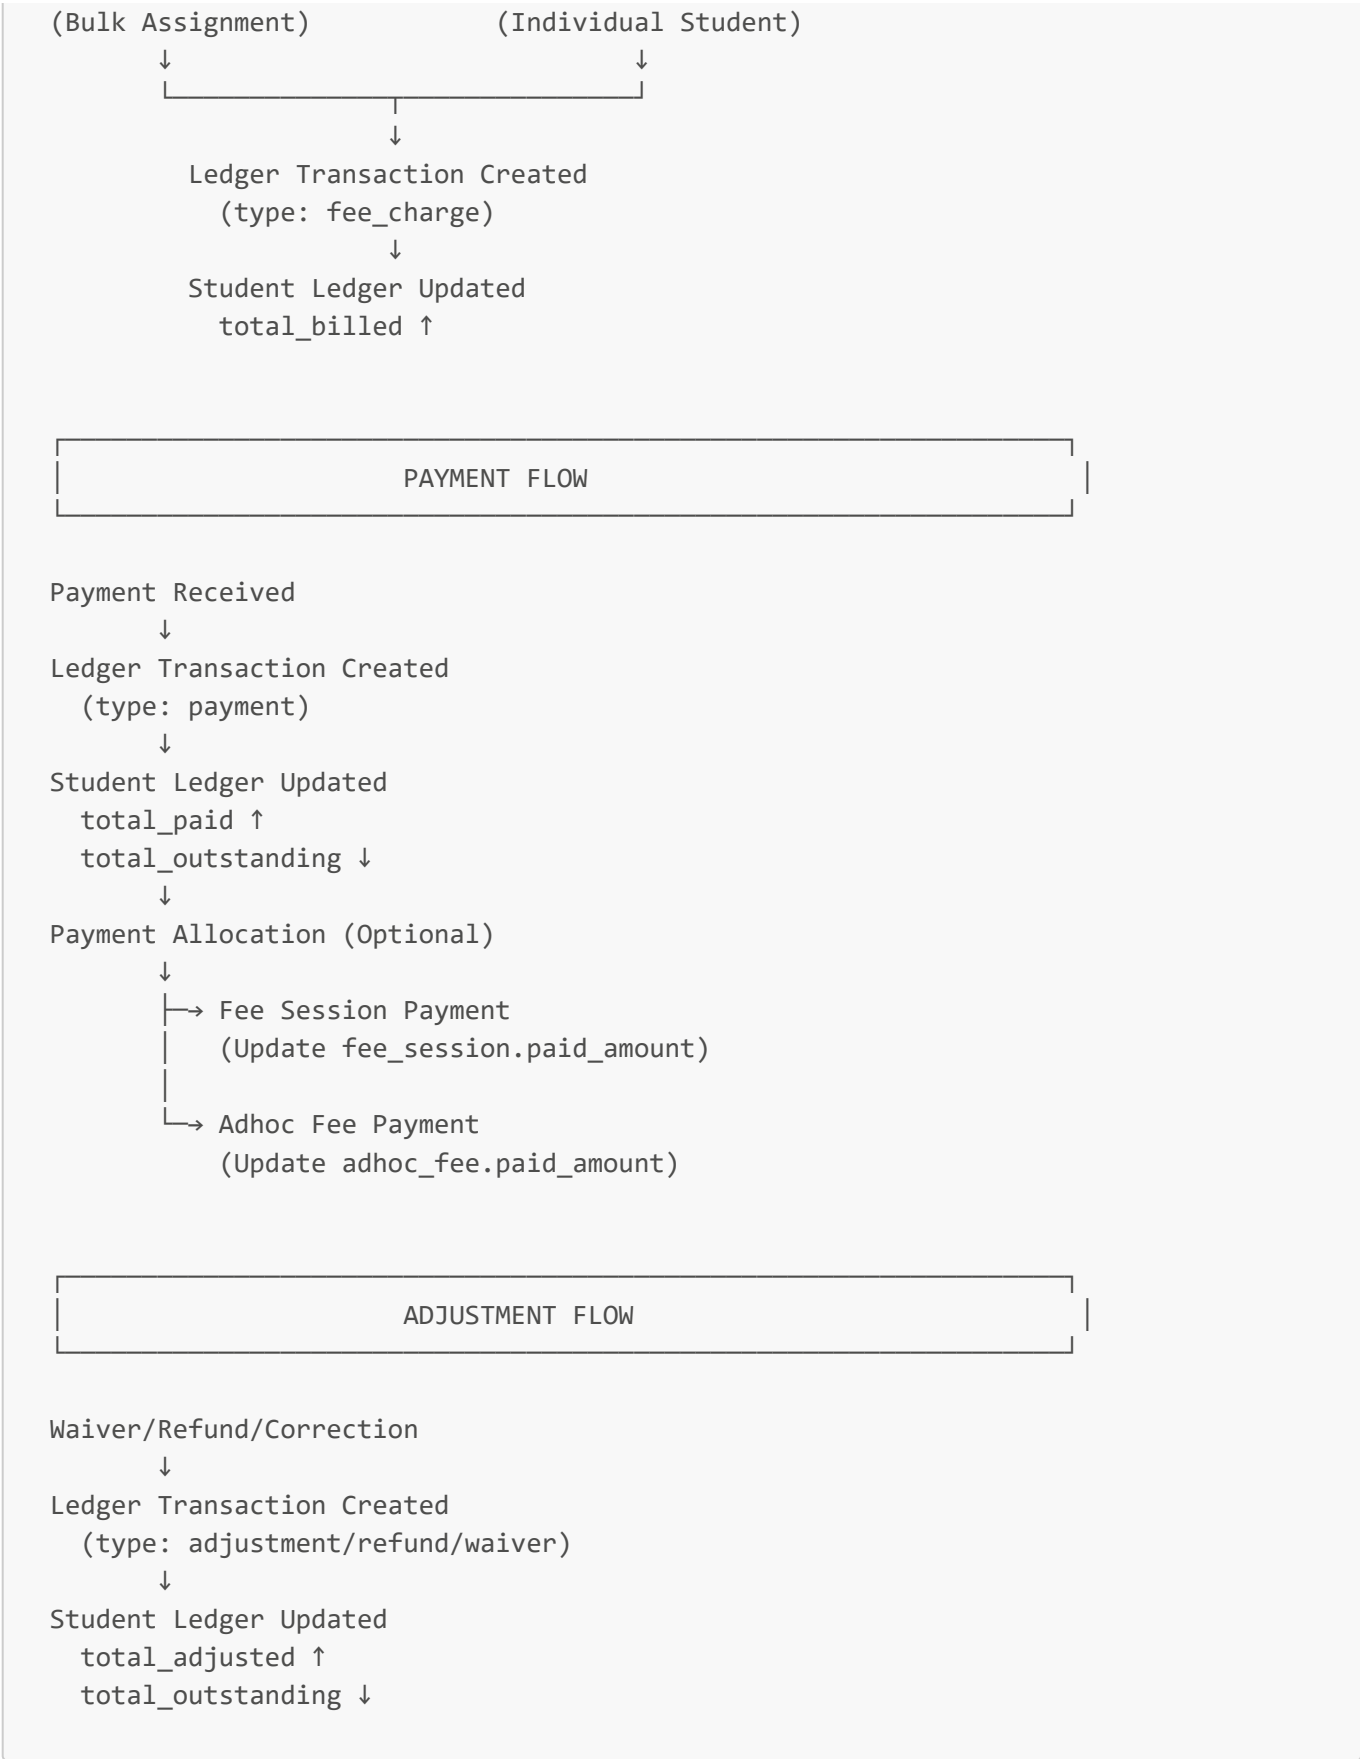 (Bulk Assignment)            (Individual Student)
↓                              ↓
└───────────────┬───────────────┘
↓
Ledger Transaction Created
(type: fee_charge)
↓
Student Ledger Updated
total_billed ↑
PAYMENT FLOW
Payment Received
↓
Ledger Transaction Created
(type: payment)
↓
Student Ledger Updated
total_paid ↑
total_outstanding ↓
↓
Payment Allocation (Optional)
↓
├─→ Fee Session Payment
│   (Update fee_session.paid_amount)
│
└─→ Adhoc Fee Payment
(Update adhoc_fee.paid_amount)
ADJUSTMENT FLOW
Waiver/Refund/Correction
↓
Ledger Transaction Created
(type: adjustment/refund/waiver)
↓
Student Ledger Updated
total_adjusted ↑
total_outstanding ↓